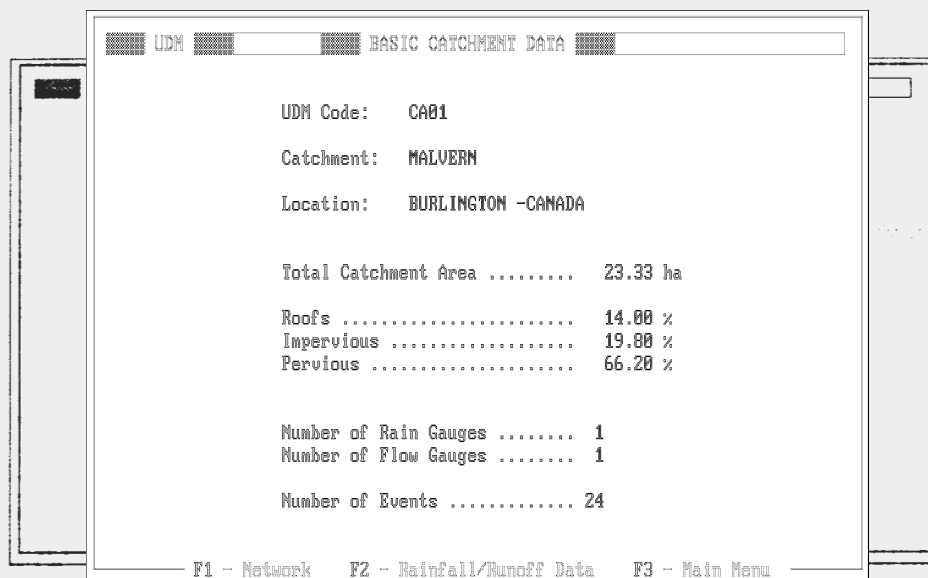 UDM BASIC CATCHMENT DATA
UDM Code: CA01
Catchment: MALVERN
Location: BURLINGTON -CANADA
Total Catchment Area ......... 23.33 ha
Roofs ........................ 14.00 %
Impervious ................... 19.80 %
Pervious ..................... 66.20 %
Number of Rain Gauges ........ 1
Number of Flow Gauges ........ 1
Number of Events ............. 24
F1 - Network F2 - Rainfall/Runoff Data F3 - Main Menu